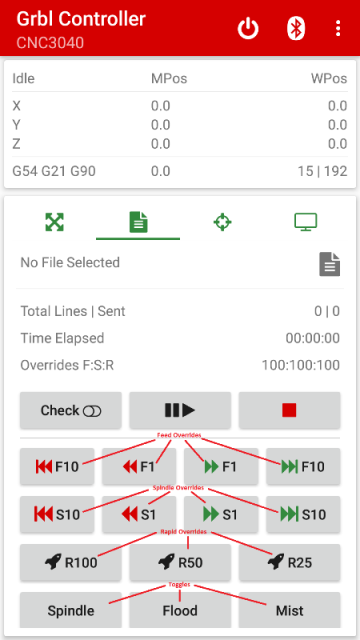 Grbl Controller
CNC3040
Idle MPos WPos
X 0.0 0.0
Y 0.0 0.0
Z 0.0 0.0
G54 G21 G90 0.0 15 | 192
No File Selected
Total Lines | Sent 0 | 0
Time Elapsed 00:00:00
Overrides F:S:R 100:100:100
Check
Feed Overrides
F10 F1 F1 F10
Spindle Overrides
S10 S1 S1 S10
Rapid Overrides
R100 R50 R25
Toggles
Spindle Flood Mist